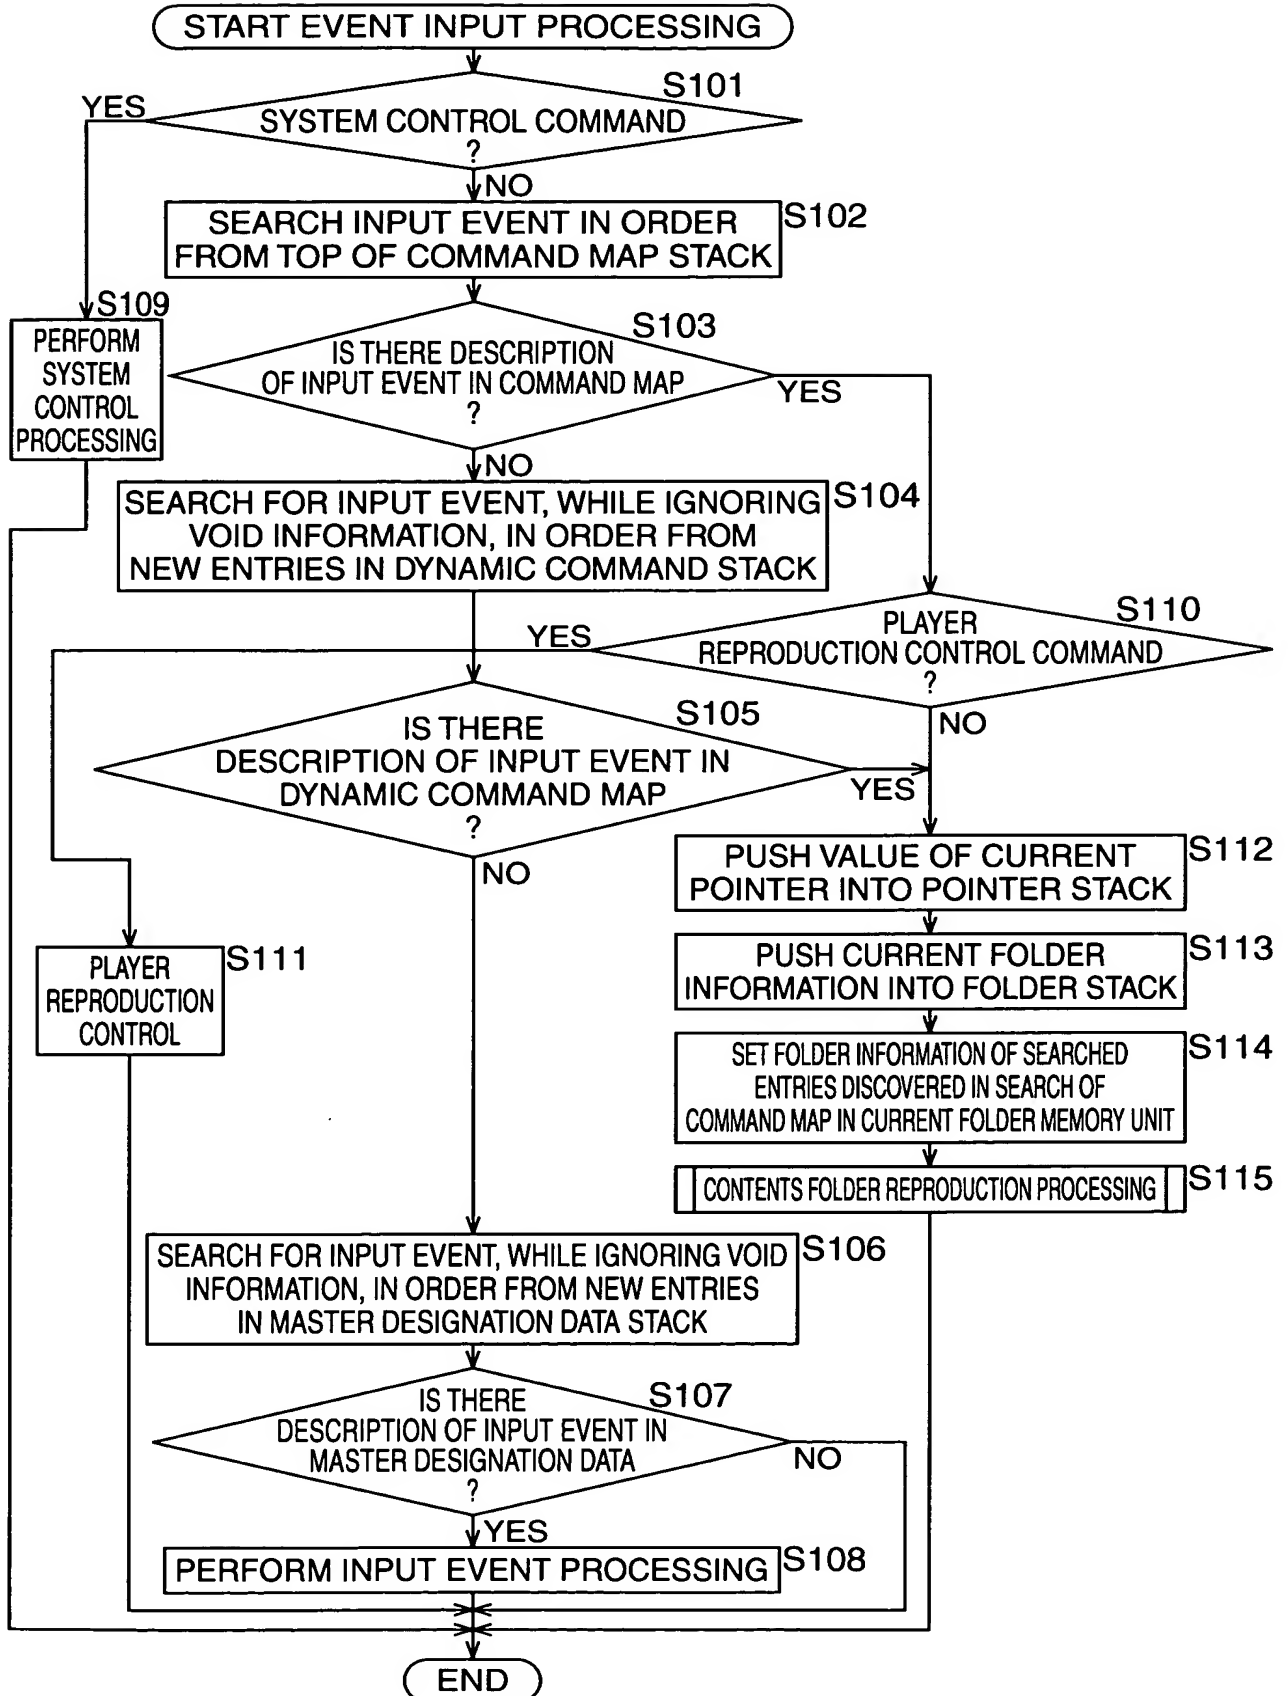 START EVENT INPUT PROCESSING
S101
YES
SYSTEM CONTROL COMMAND
?
NO
SEARCH INPUT EVENT IN ORDER
FROM TOP OF COMMAND MAP STACK
S102
S109
PERFORM
SYSTEM
CONTROL
PROCESSING
S103
IS THERE DESCRIPTION
OF INPUT EVENT IN COMMAND MAP
?
YES
NO
SEARCH FOR INPUT EVENT, WHILE IGNORING
VOID INFORMATION, IN ORDER FROM
NEW ENTRIES IN DYNAMIC COMMAND STACK
S104
S110
PLAYER
REPRODUCTION CONTROL COMMAND
?
YES
NO
S105
IS THERE
DESCRIPTION OF INPUT EVENT IN
DYNAMIC COMMAND MAP
?
YES
NO
PUSH VALUE OF CURRENT
POINTER INTO POINTER STACK
S112
PLAYER
REPRODUCTION
CONTROL
S111
PUSH CURRENT FOLDER
INFORMATION INTO FOLDER STACK
S113
SET FOLDER INFORMATION OF SEARCHED
ENTRIES DISCOVERED IN SEARCH OF
COMMAND MAP IN CURRENT FOLDER MEMORY UNIT
S114
CONTENTS FOLDER REPRODUCTION PROCESSING
S115
SEARCH FOR INPUT EVENT, WHILE IGNORING VOID
INFORMATION, IN ORDER FROM NEW ENTRIES
IN MASTER DESIGNATION DATA STACK
S106
S107
IS THERE
DESCRIPTION OF INPUT EVENT IN
MASTER DESIGNATION DATA
?
NO
YES
PERFORM INPUT EVENT PROCESSING
S108
END